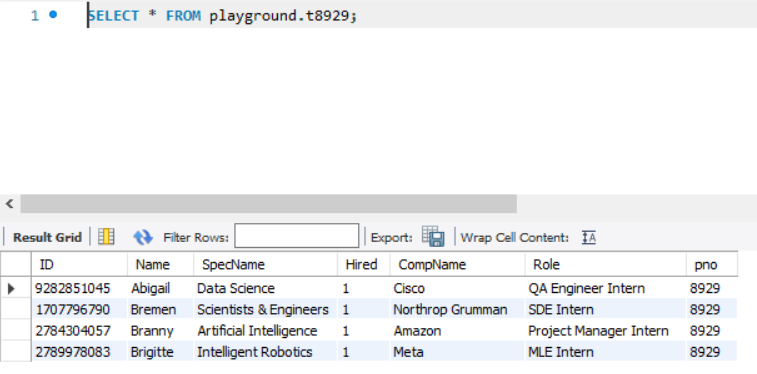 1 SELECT * FROM playground.t8929;
Result Grid Filter Rows: Export: Wrap Cell Content:
ID Name SpecName Hired CompName Role pno
9282851045 Abigail Data Science 1 Cisco QA Engineer Intern 8929
1707796790 Bremen Scientists & Engineers 1 Northrop Grumman SDE Intern 8929
2784304057 Branny Artificial Intelligence 1 Amazon Project Manager Intern 8929
2789978083 Brigitte Intelligent Robotics 1 Meta MLE Intern 8929